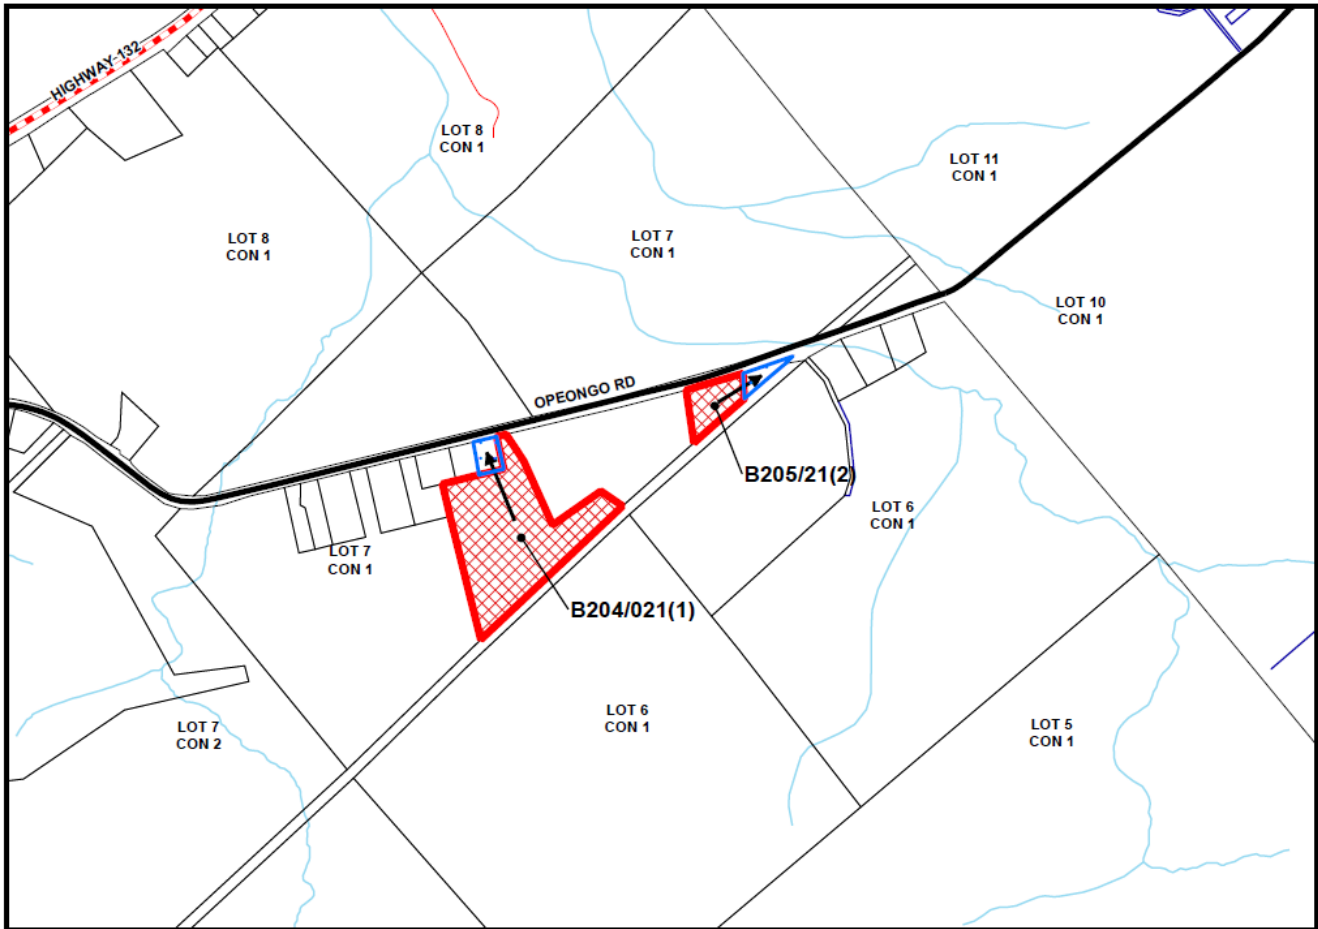 HIGHWAY-132
LOT 8
CON 1
LOT 11
CON 1
LOT 8
CON 1
LOT 7
CON 1
LOT 10
CON 1
OPEONGO RD
B205/21(2)
LOT 6
CON 1
LOT 7
CON 1
B204/021(1)
LOT 6
CON 1
LOT 7
CON 2
LOT 5
CON 1